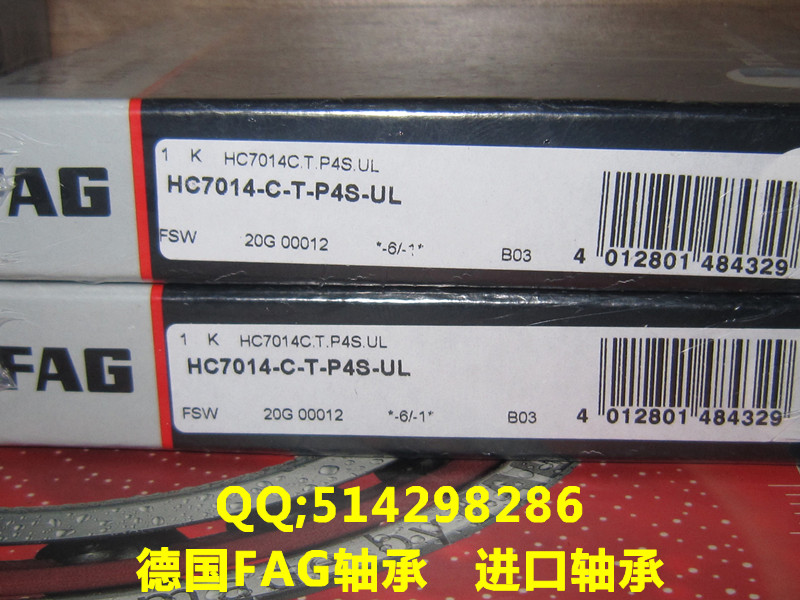 FAG
1 K HC7014C.T.P4S.UL
HC7014-C-T-P4S-UL
FSW 20G 00012 *-6/-1* B03
4 012801 484329
FAG
1 K HC7014C.T.P4S.UL
HC7014-C-T-P4S-UL
FSW 20G 00012 *-6/-1* B03
4 012801 484329
QQ;514298286
德国FAG轴承 进口轴承